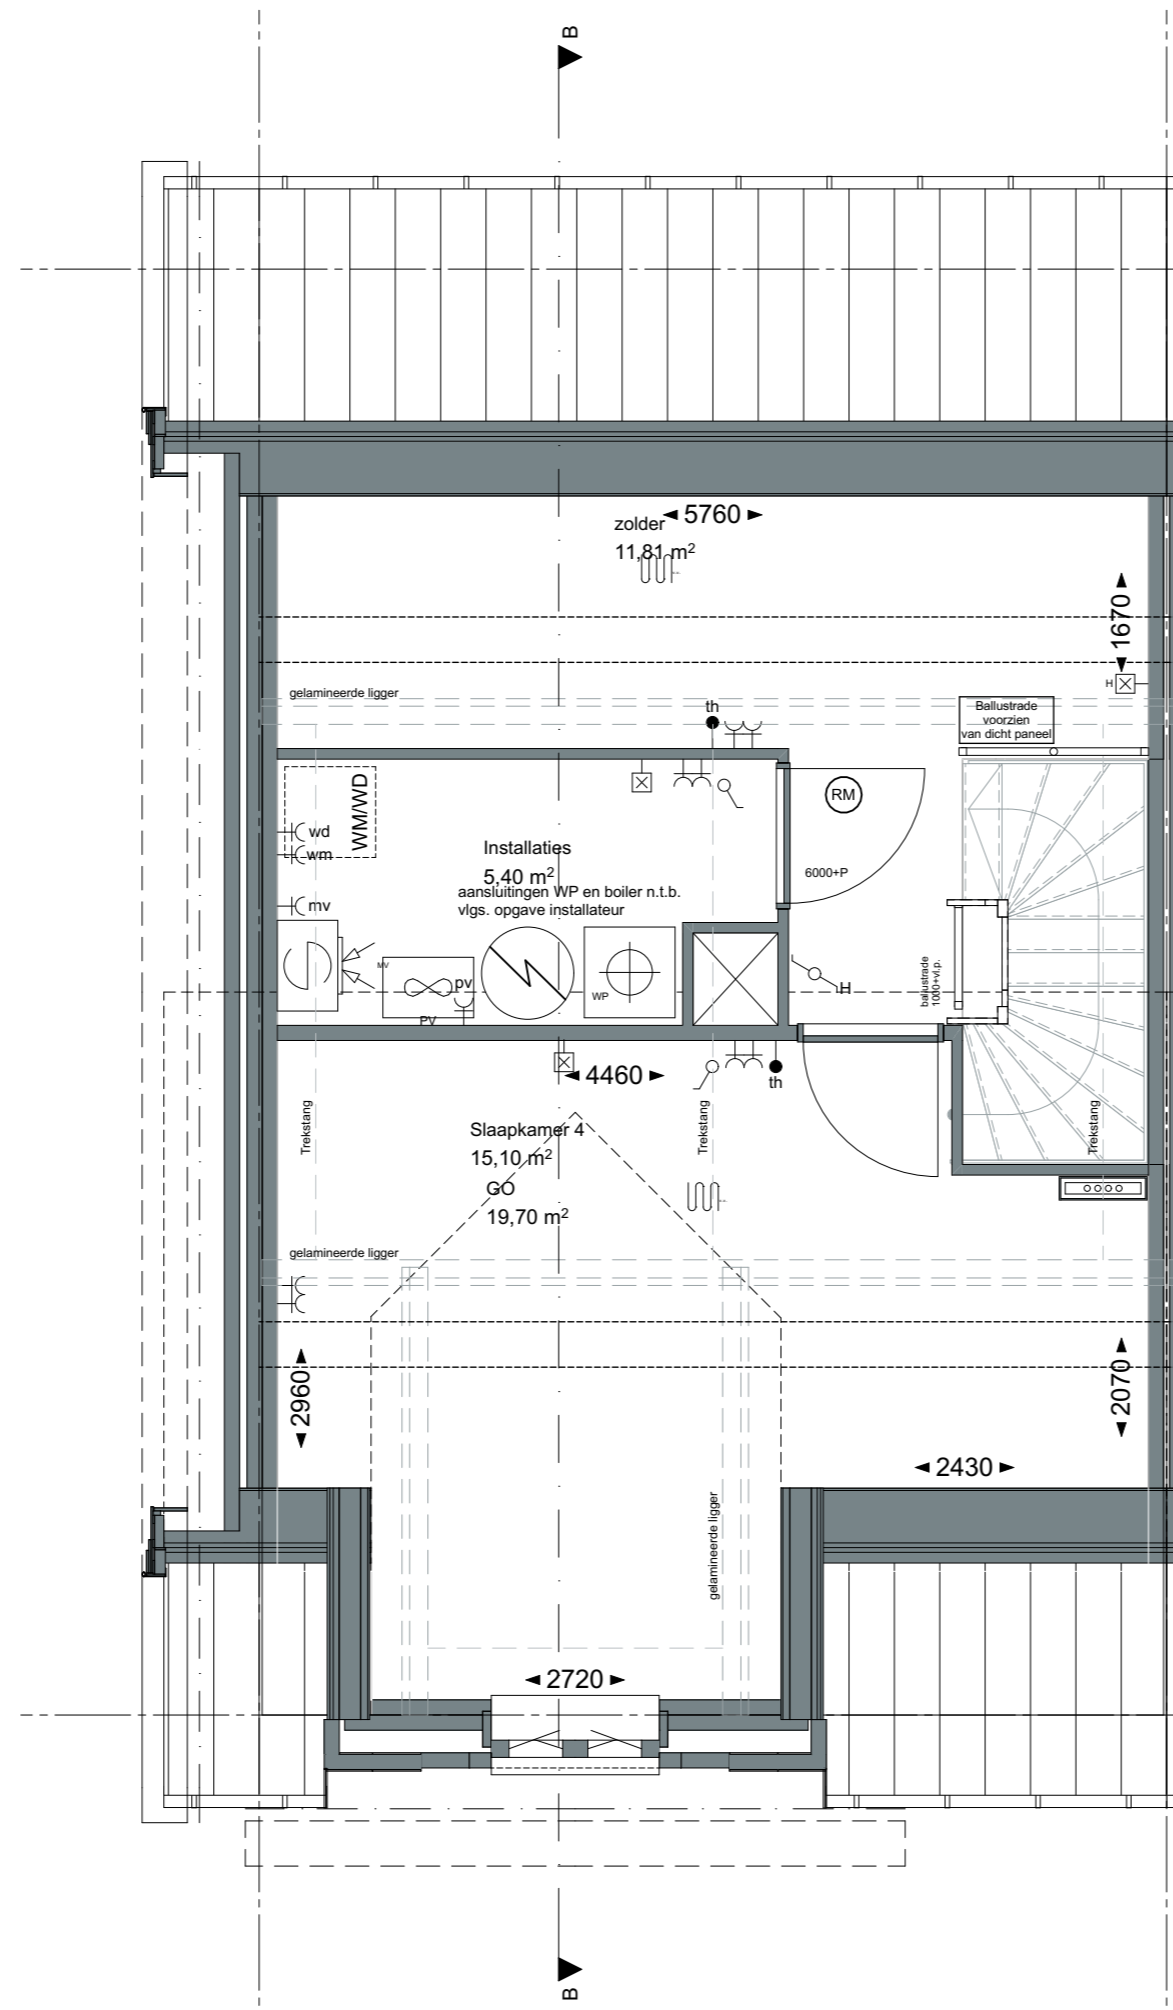 B
zolder
5760
11,81 m²
1670
H
gelamineerde ligger
th
Ballustrade
voorzien
van dicht paneel
WM/WD
RM
wd
wm
Installaties
5,40 m²
6000+P
aansluitingen WP en boiler n.t.b.
vlgs. opgave installateur
mv
MV
pv
PV
WP
H
ballustrade
1000+vl.p.
4460
th
Trekstang
Slaapkamer 4
15,10 m²
Trekstang
Trekstang
GO
19,70 m²
gelamineerde ligger
2960
2070
2430
gelamineerde ligger
2720
B